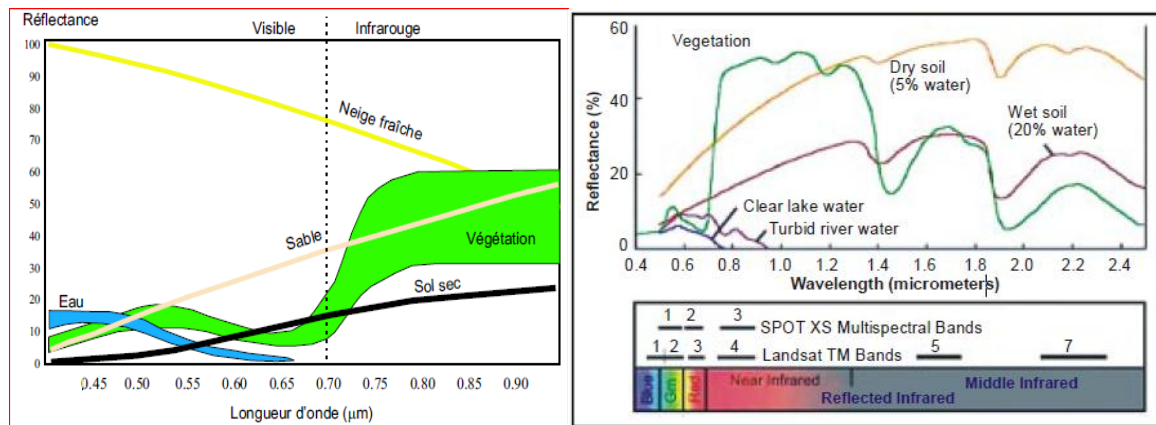 Réflectance
Visible
Infrarouge
100
90
80
70
60
50
40
30
20
10
0
Neige fraîche
Sable
Végétation
Eau
Sol sec
0.45 0.50 0.55 0.60 0.65 0.70 0.75 0.80 0.85 0.90
Longueur d'onde (μm)
60
40
20
0
Reflectance (%)
Vegetation
Dry soil
(5% water)
Wet soil
(20% water)
Clear lake water
Turbid river water
0.4 0.6 0.8 1.0 1.2 1.4 1.6 1.8 2.0 2.2 2.4
Wavelength (micrometers)
1 2 3
SPOT XS Multispectral Bands
1 2 3 4 5 7
Landsat TM Bands
Blue
Grn
Red
Near Infrared
Middle Infrared
Reflected Infrared